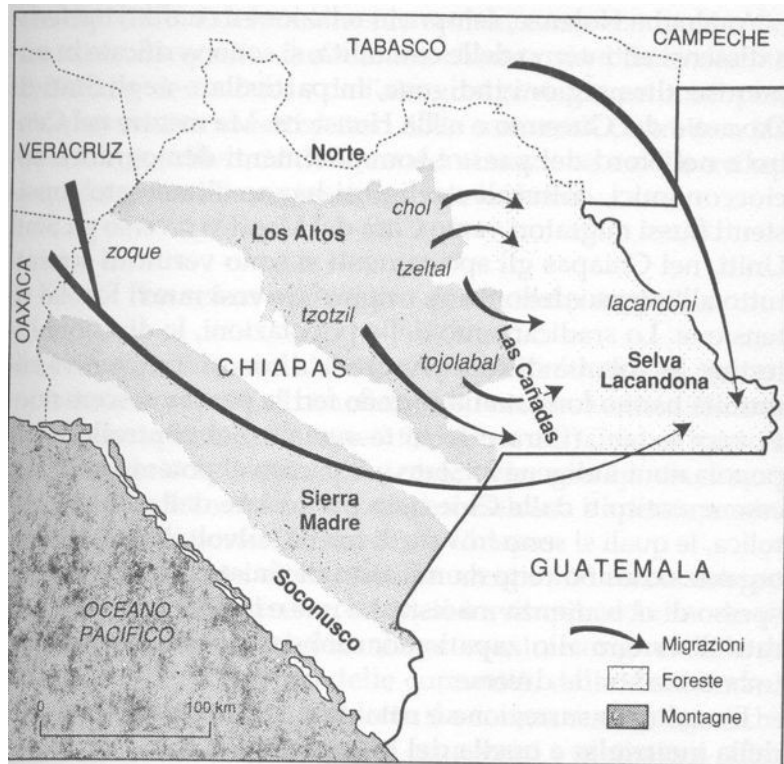 TABASCO
CAMPECHE
VERACRUZ
Norte
chol
Los Altos
zoque
tzeltal
OAXACA
lacandoni
tzotzil
CHIAPAS
tojolabal
Las Cañadas
Selva
Lacandona
Sierra
Madre
GUATEMALA
Soconusco
OCEANO
PACIFICO
Migrazioni
Foreste
0
100 km
Montagne